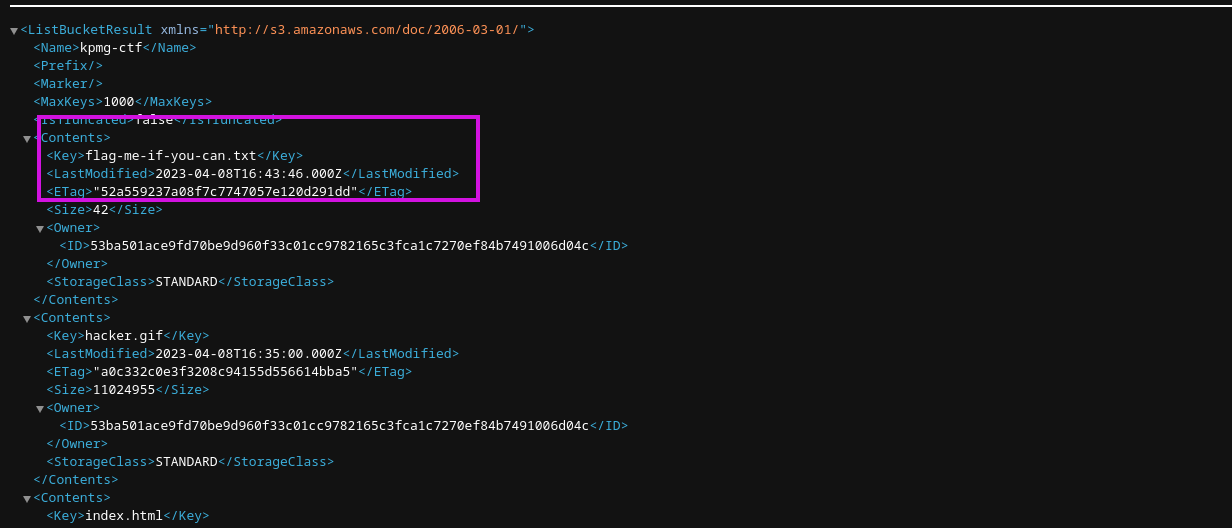 <ListBucketResult xmlns="http://s3.amazonaws.com/doc/2006-03-01/">
<Name>kpmg-ctf</Name>
<Prefix/>
<Marker/>
<MaxKeys>1000</MaxKeys>
<IsTruncated>false</IsTruncated>
<Contents>
<Key>flag-me-if-you-can.txt</Key>
<LastModified>2023-04-08T16:43:46.000Z</LastModified>
<ETag>"52a559237a08f7c7747057e120d291dd"</ETag>
<Size>42</Size>
<Owner>
<ID>53ba501ace9fd70be9d960f33c01cc9782165c3fca1c7270ef84b7491006d04c</ID>
</Owner>
<StorageClass>STANDARD</StorageClass>
</Contents>
<Contents>
<Key>hacker.gif</Key>
<LastModified>2023-04-08T16:35:00.000Z</LastModified>
<ETag>"a0c332c0e3f3208c94155d556614bba5"</ETag>
<Size>11024955</Size>
<Owner>
<ID>53ba501ace9fd70be9d960f33c01cc9782165c3fca1c7270ef84b7491006d04c</ID>
</Owner>
<StorageClass>STANDARD</StorageClass>
</Contents>
<Contents>
<Key>index.html</Key>